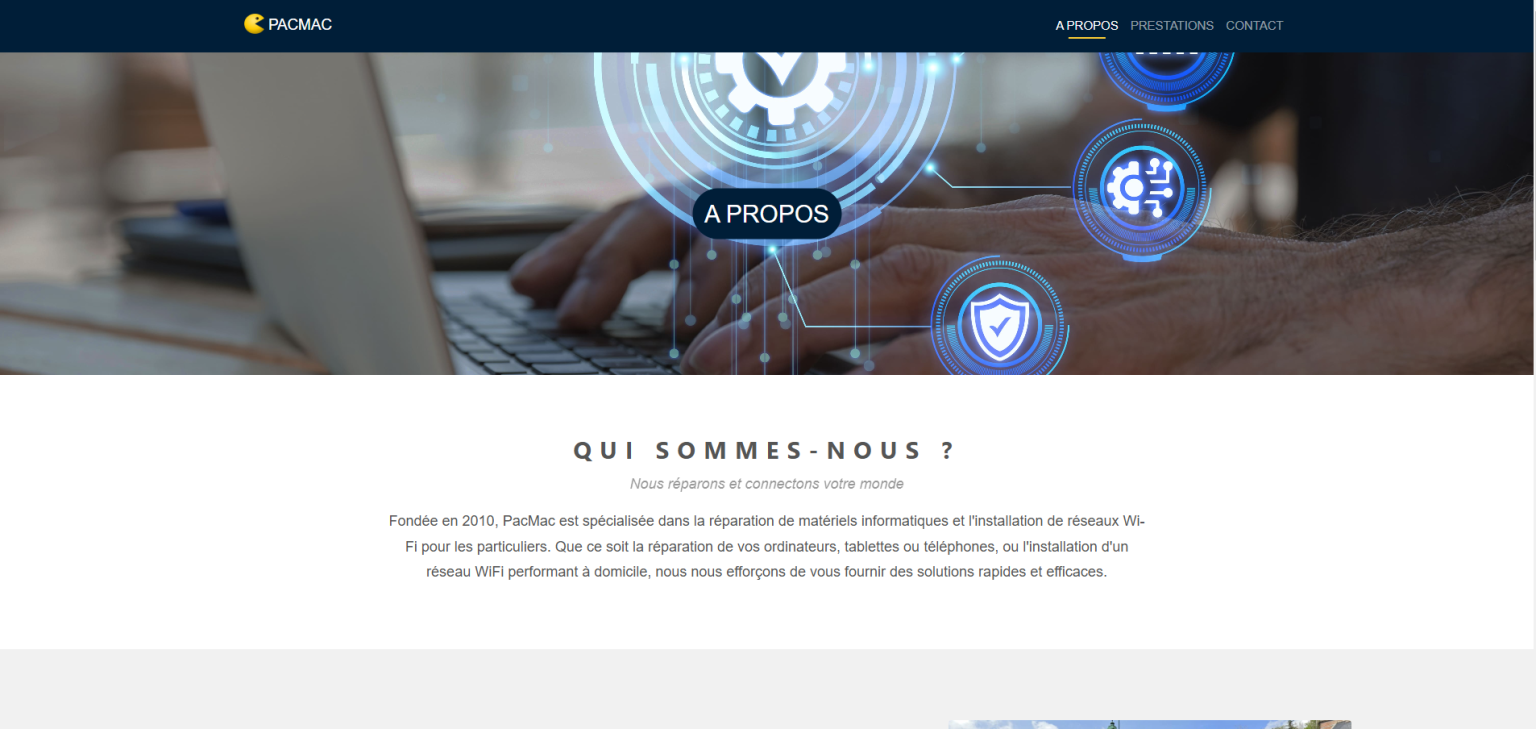 PACMAC
A PROPOS PRESTATIONS CONTACT
A PROPOS
QUI SOMMES-NOUS ?
Nous réparons et connectons votre monde
Fondée en 2010, PacMac est spécialisée dans la réparation de matériels informatiques et l'installation de réseaux Wi-
Fi pour les particuliers. Que ce soit la réparation de vos ordinateurs, tablettes ou téléphones, ou l'installation d'un
réseau WiFi performant à domicile, nous nous efforçons de vous fournir des solutions rapides et efficaces.